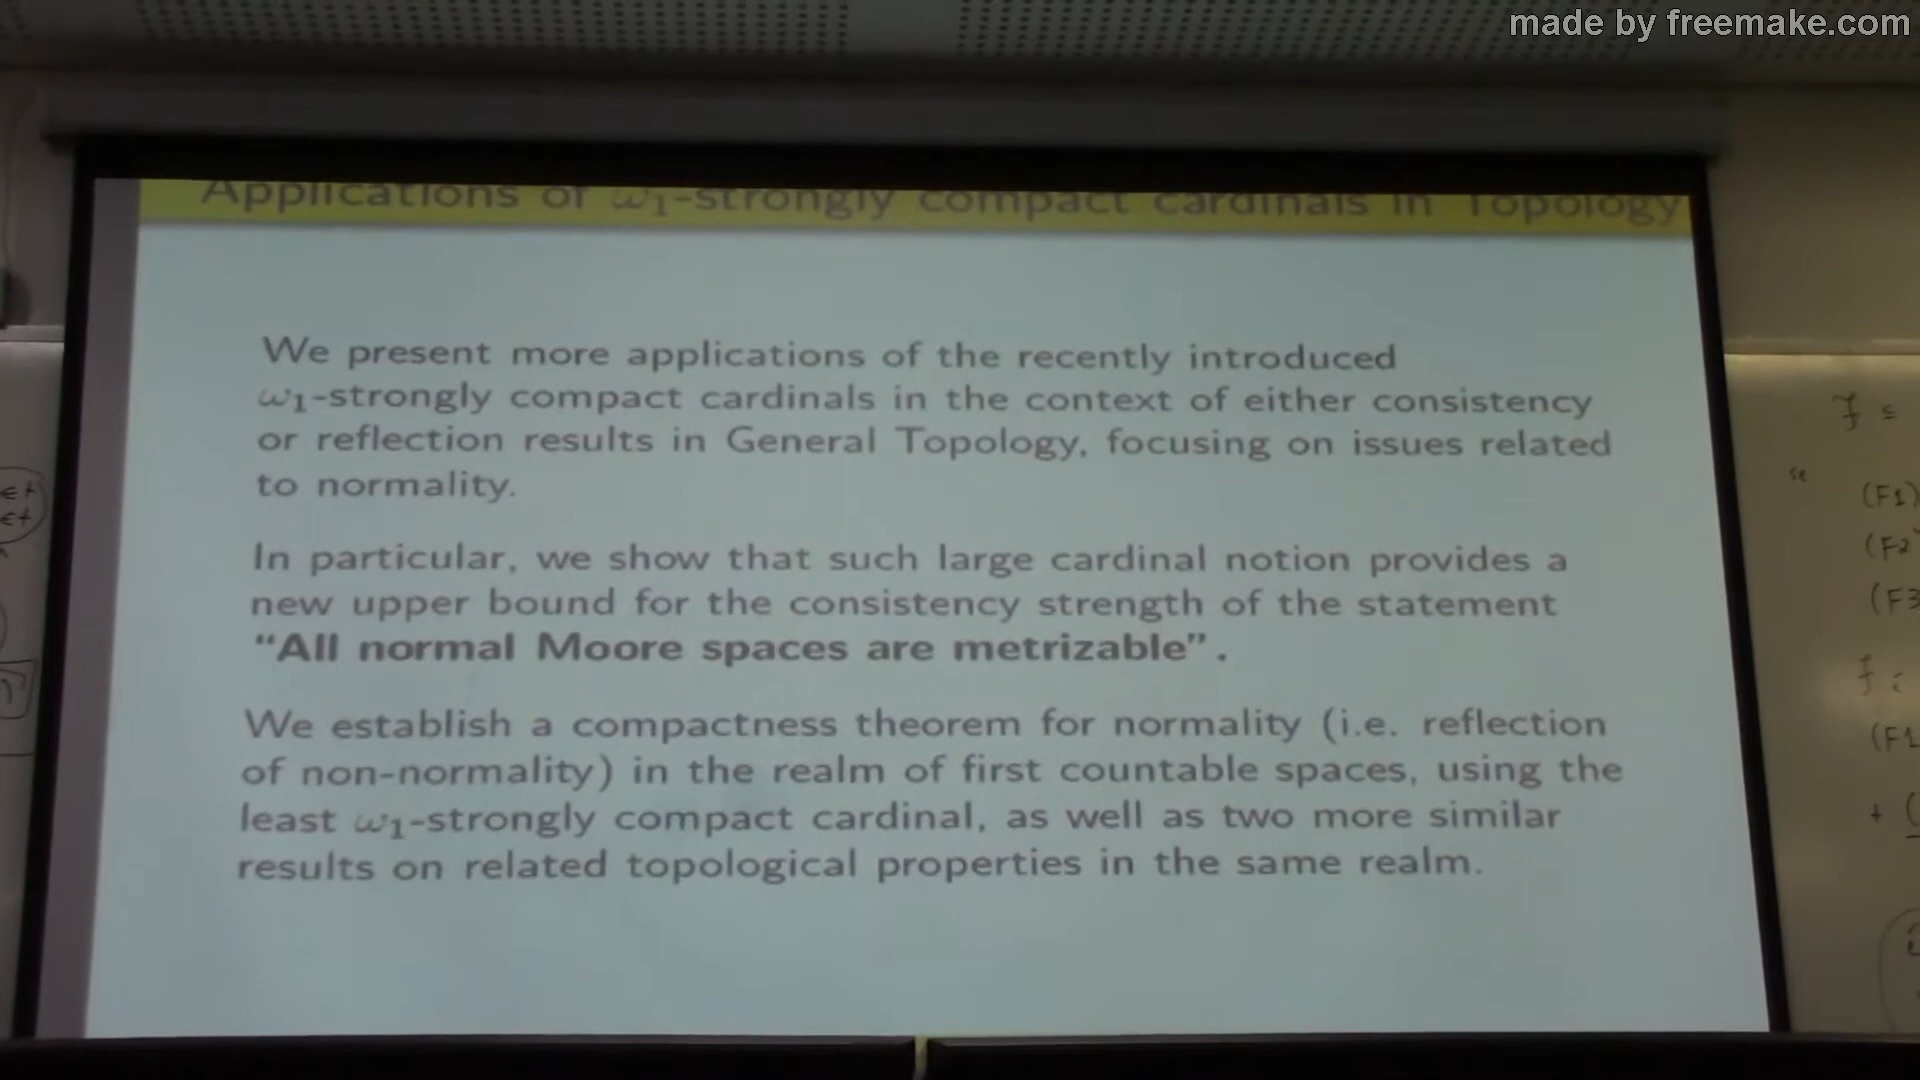 made by freemake.com
Applications of ω₁-strongly compact cardinals in Topology
We present more applications of the recently introduced
ω₁-strongly compact cardinals in the context of either consistency
or reflection results in General Topology, focusing on issues related
to normality.
In particular, we show that such large cardinal notion provides a
new upper bound for the consistency strength of the statement
“All normal Moore spaces are metrizable”.
We establish a compactness theorem for normality (i.e. reflection
of non-normality) in the realm of first countable spaces, using the
least ω₁-strongly compact cardinal, as well as two more similar
results on related topological properties in the same realm.
(F1)
(F2
(F3
(F1